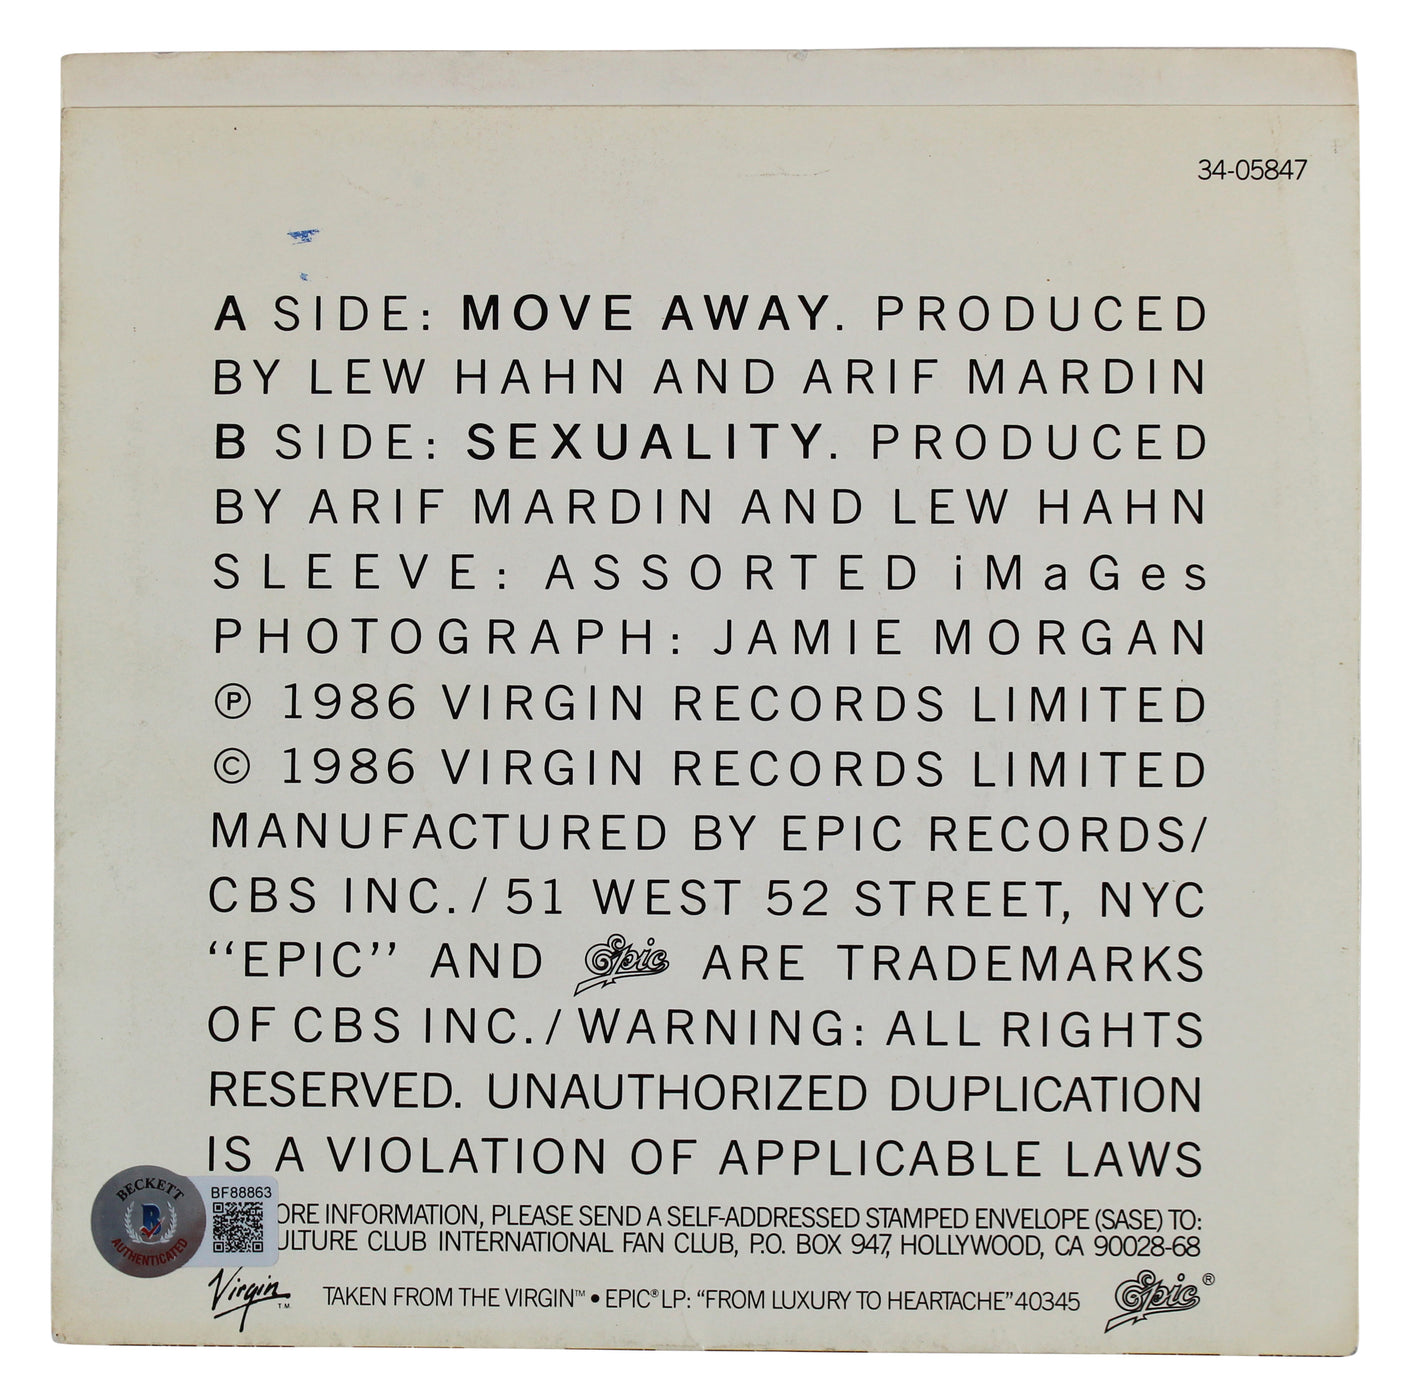 34-05847
A SIDE: MOVE AWAY. PRODUCED
BY LEW HAHN AND ARIF MARDIN
B SIDE: SEXUALITY. PRODUCED
BY ARIF MARDIN AND LEW HAHN
SLEEVE: ASSORTED iMaGes
PHOTOGRAPH: JAMIE MORGAN
℗ 1986 VIRGIN RECORDS LIMITED
© 1986 VIRGIN RECORDS LIMITED
MANUFACTURED BY EPIC RECORDS/
CBS INC./51 WEST 52 STREET, NYC
“EPIC” AND Epic ARE TRADEMARKS
OF CBS INC./WARNING: ALL RIGHTS
RESERVED. UNAUTHORIZED DUPLICATION
IS A VIOLATION OF APPLICABLE LAWS
BECKETT
B
AUTHENTICATED
BF88863
ORE INFORMATION, PLEASE SEND A SELF-ADDRESSED STAMPED ENVELOPE (SASE) TO:
ULTURE CLUB INTERNATIONAL FAN CLUB, P.O. BOX 947, HOLLYWOOD, CA 90028-68
Virgin T.M. TAKEN FROM THE VIRGIN™ • EPIC® LP: “FROM LUXURY TO HEARTACHE” 40345 Epic ®